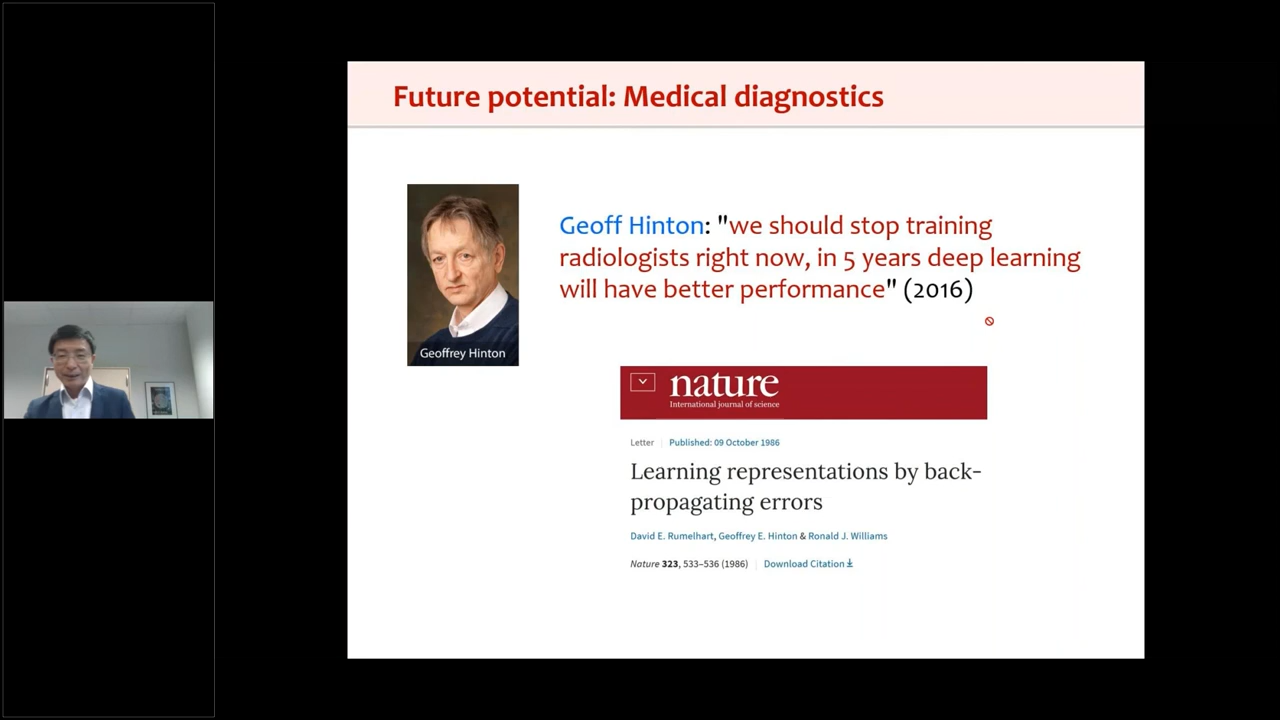 Future potential: Medical diagnostics
Geoffrey Hinton
Geoff Hinton: "we should stop training
radiologists right now, in 5 years deep learning
will have better performance" (2016)
nature
International journal of science
Letter | Published: 09 October 1986
Learning representations by back-
propagating errors
David E. Rumelhart, Geoffrey E. Hinton & Ronald J. Williams
Nature 323, 533–536 (1986) | Download Citation